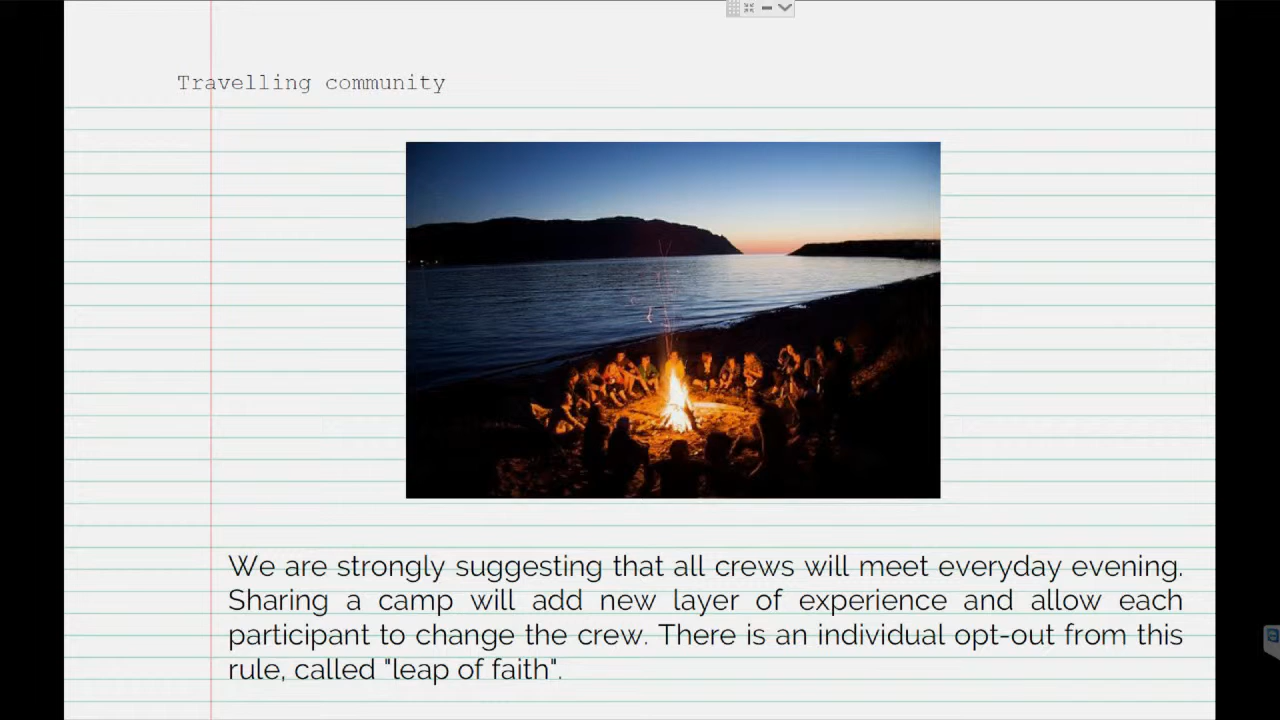 Travelling community
We are strongly suggesting that all crews will meet everyday evening.
Sharing a camp will add new layer of experience and allow each
participant to change the crew. There is an individual opt-out from this
rule, called "leap of faith".